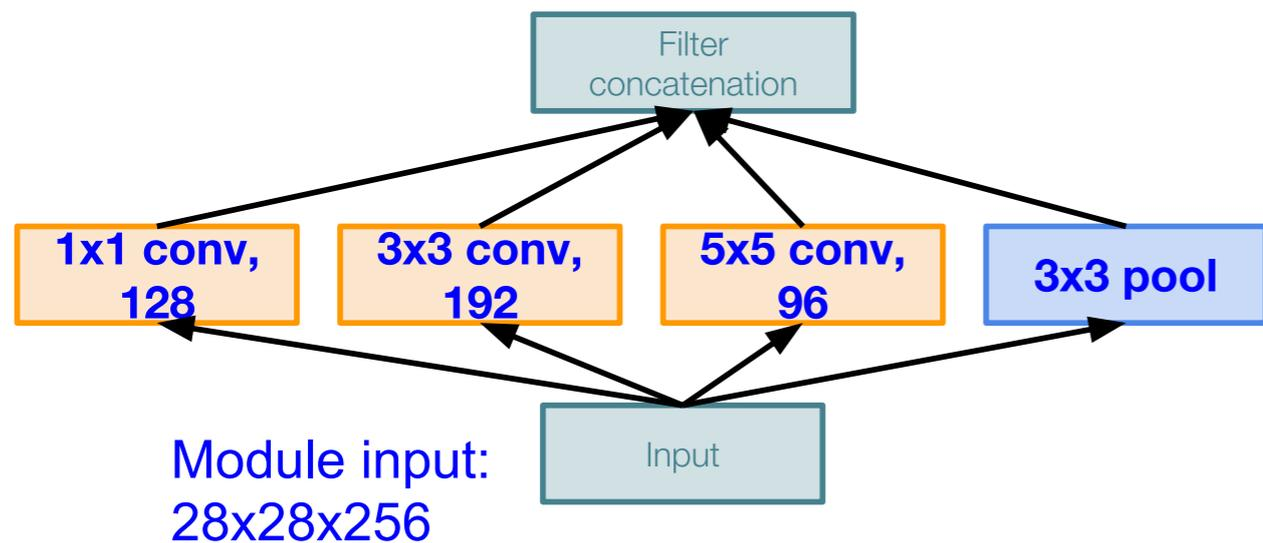 Filter
concatenation
1x1 conv,
128
3x3 conv,
192
5x5 conv,
96
3x3 pool
Input
Module input:
28x28x256